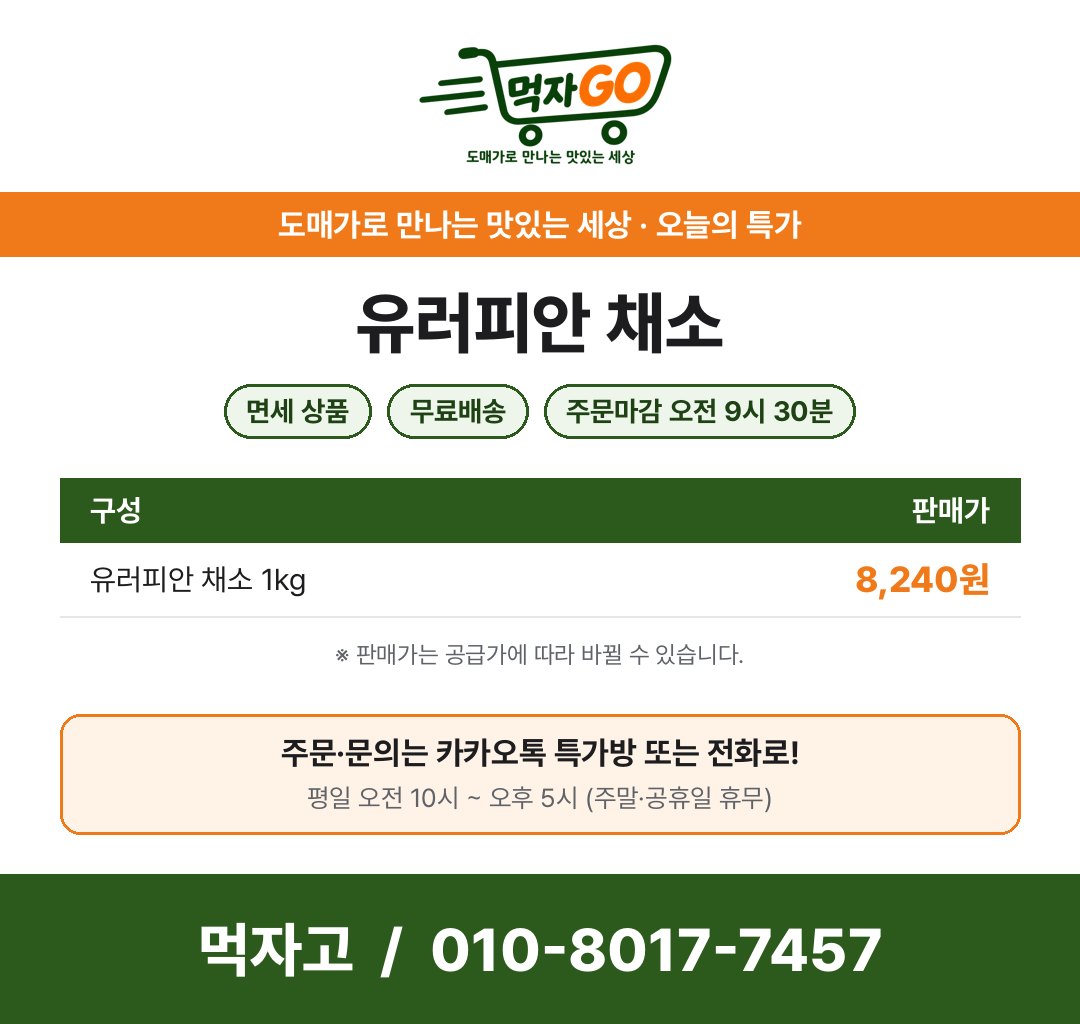 먹자GO
도매가로 만나는 맛있는 세상
도매가로 만나는 맛있는 세상 · 오늘의 특가
유러피안 채소
면세 상품 무료배송 주문마감 오전 9시 30분
구성 판매가
유러피안 채소 1kg 8,240원
※ 판매가는 공급가에 따라 바뀔 수 있습니다.
주문·문의는 카카오톡 특가방 또는 전화로!
평일 오전 10시 ~ 오후 5시 (주말·공휴일 휴무)
먹자고 / 010-8017-7457